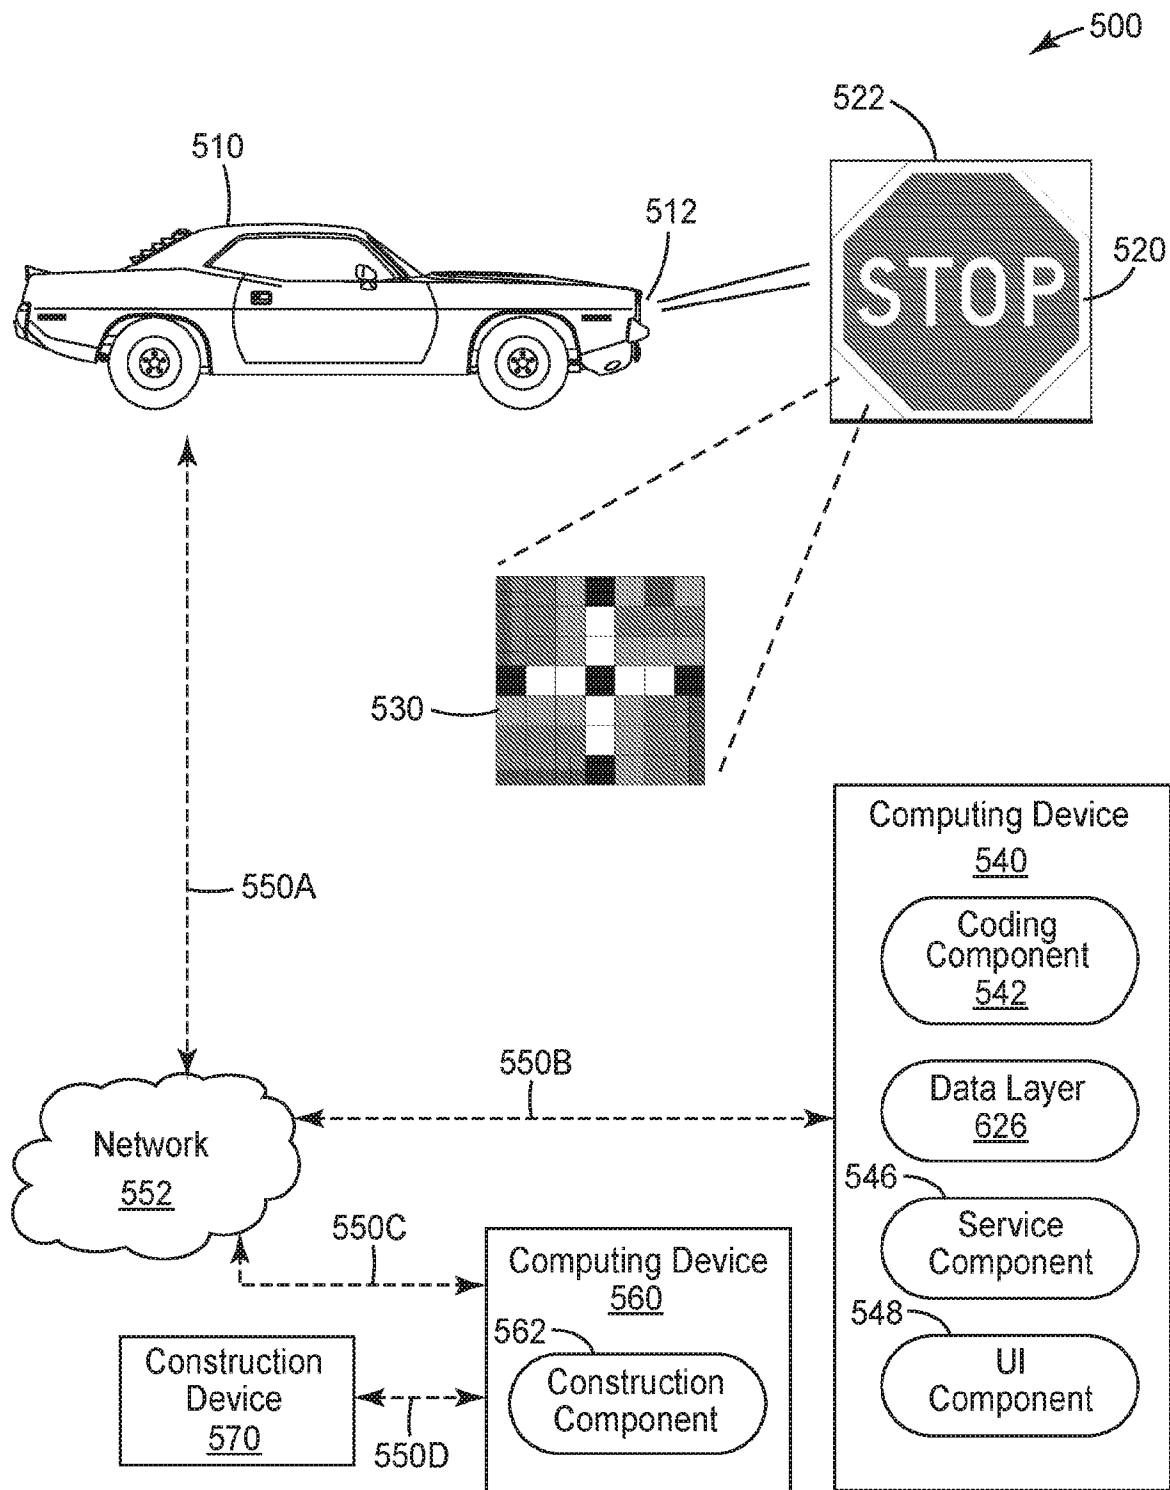 500
522
510
512
520
STOP
530
Computing Device
540
Coding
Component
542
550A
550B
Data Layer
626
Network
552
546
Service
Component
550C
Computing Device
560
548
562
UI
Component
Construction
Device
570
Construction
Component
550D